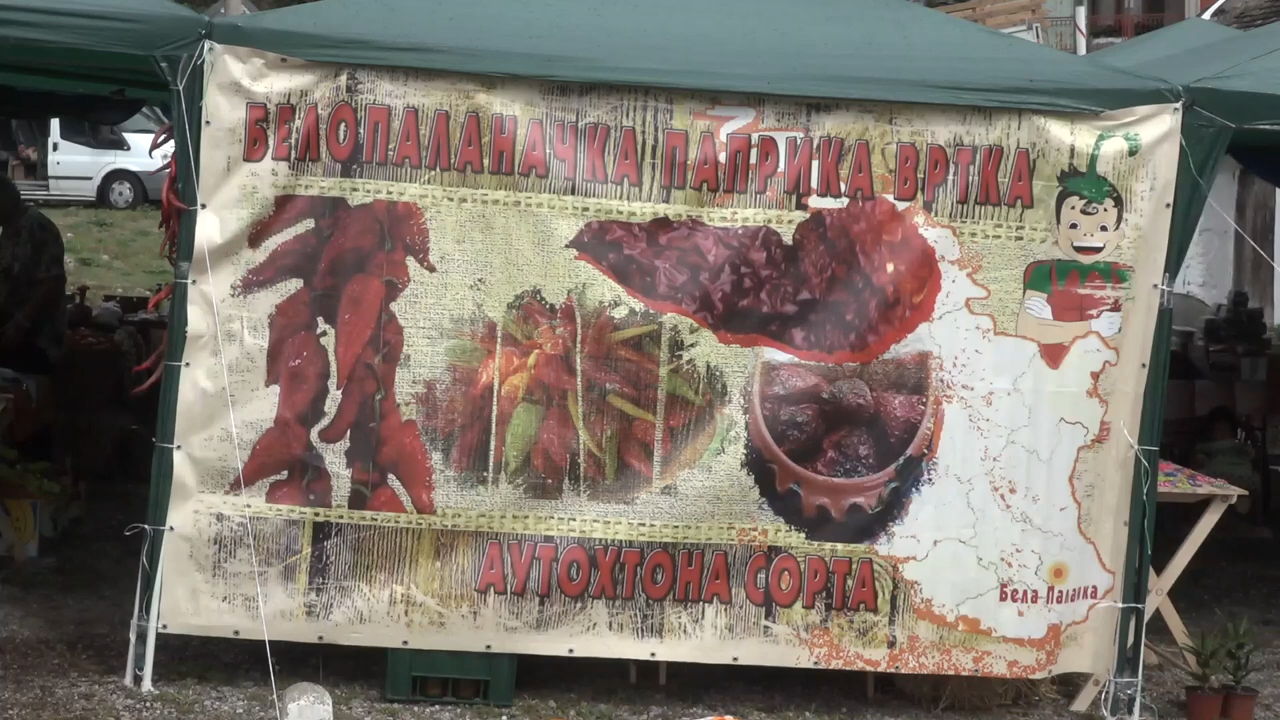 БЕЛОПАЛАНАЧКА ПАПРИКА ВРТКА
АУТОХТОНА СОРТА
Бела Паланка